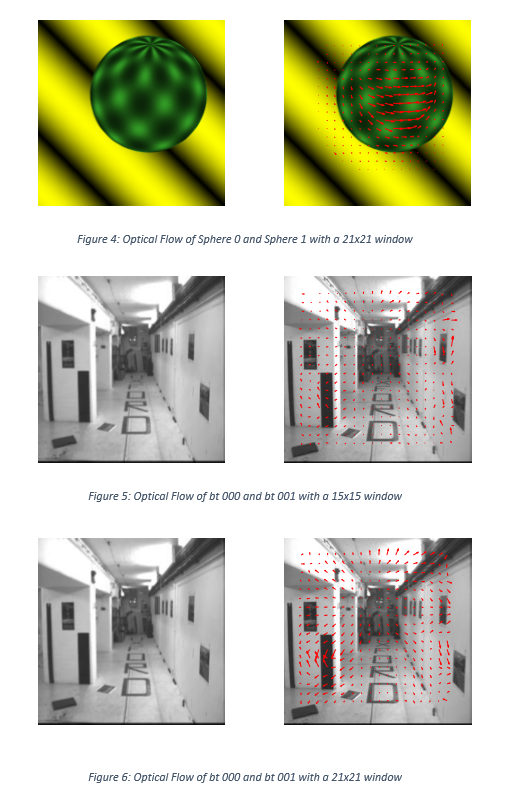 Figure 4: Optical Flow of Sphere 0 and Sphere 1 with a 21x21 window
Figure 5: Optical Flow of bt 000 and bt 001 with a 15x15 window
Figure 6: Optical Flow of bt 000 and bt 001 with a 21x21 window